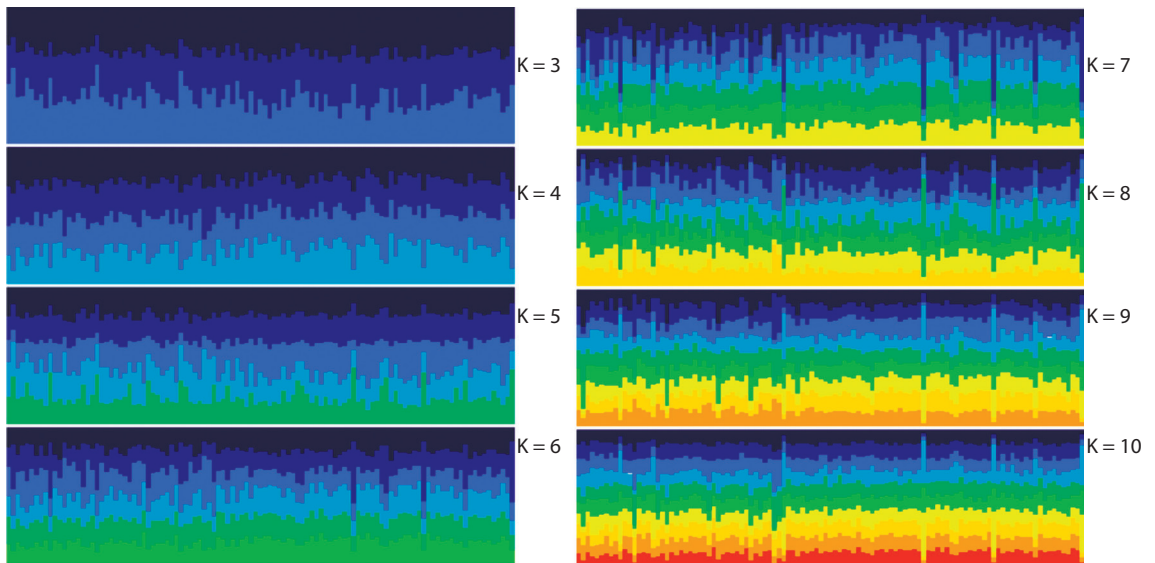 K = 3
K = 4
K = 5
K = 6
K = 7
K = 8
K = 9
K = 10